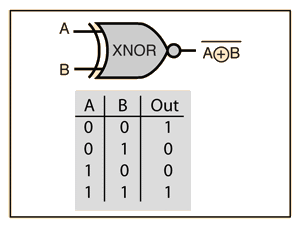 A
XNOR
B
A⊕B
A B Out
0 0 1
0 1 0
1 0 0
1 1 1